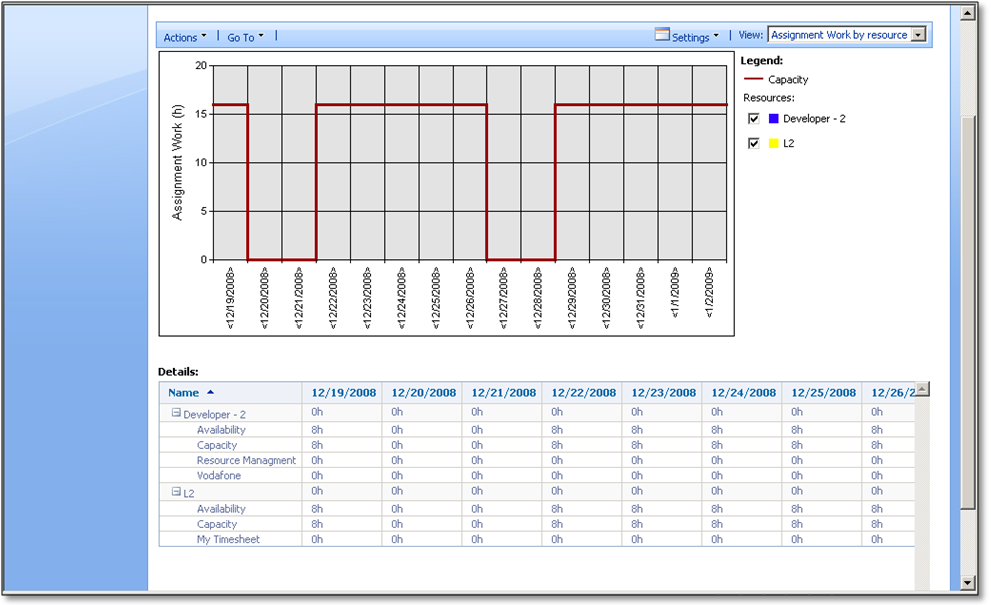 Actions Go To Settings View: Assignment Work by resource
Legend:
Capacity
Resources:
Developer - 2
L2
Assignment Work (h)
20
15
10
5
0
<12/19/2008>
<12/20/2008>
<12/21/2008>
<12/22/2008>
<12/23/2008>
<12/24/2008>
<12/25/2008>
<12/26/2008>
<12/27/2008>
<12/28/2008>
<12/29/2008>
<12/30/2008>
<12/31/2008>
<1/1/2009>
<1/2/2009>
Details:
Name 12/19/2008 12/20/2008 12/21/2008 12/22/2008 12/23/2008 12/24/2008 12/25/2008 12/26/2
Developer - 2 0h 0h 0h 0h 0h 0h 0h 0h
Availability 8h 0h 0h 8h 8h 8h 8h 8h
Capacity 8h 0h 0h 8h 8h 8h 8h 8h
Resource Managment 0h 0h 0h 0h 0h 0h 0h 0h
Vodafone 0h 0h 0h 0h 0h 0h 0h 0h
L2 0h 0h 0h 0h 0h 0h 0h 0h
Availability 8h 0h 0h 8h 8h 8h 8h 8h
Capacity 8h 0h 0h 8h 8h 8h 8h 8h
My Timesheet 0h 0h 0h 0h 0h 0h 0h 0h